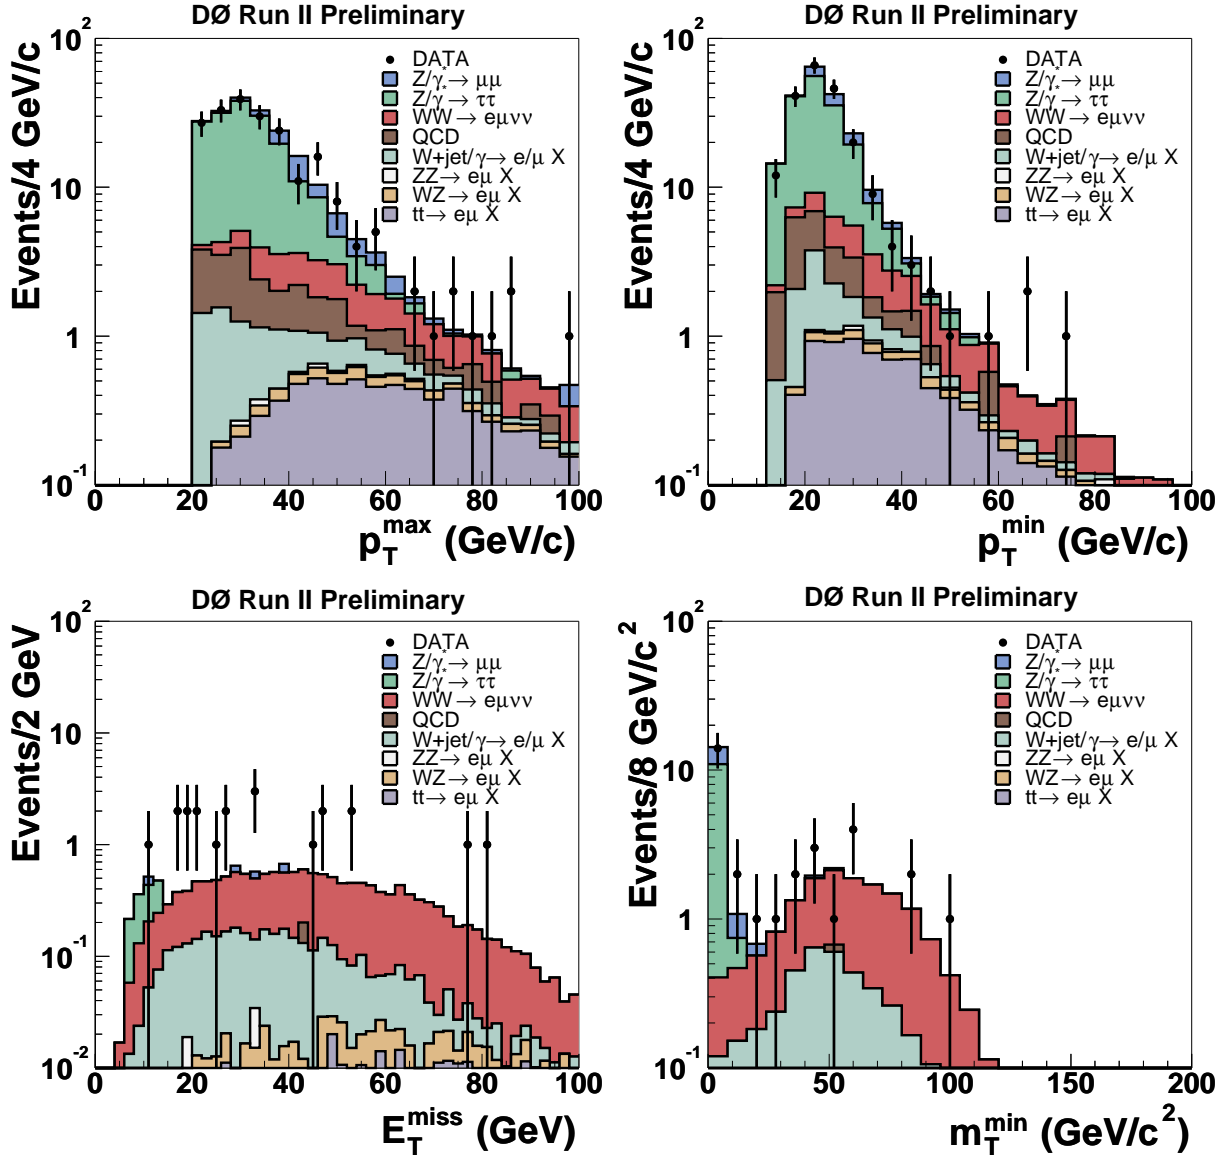 DØ Run II Preliminary
Events/4 GeV/c
10²
10
1
10⁻¹
DATA
Z/γ* → μμ
Z/γ* → ττ
WW → eμνν
QCD
W+jet/γ → e/μ X
ZZ → eμ X
WZ → eμ X
tt → eμ X
0 20 40 60 80 100
p_T^max (GeV/c)
DØ Run II Preliminary
Events/4 GeV/c
10²
10
1
10⁻¹
DATA
Z/γ* → μμ
Z/γ* → ττ
WW → eμνν
QCD
W+jet/γ → e/μ X
ZZ → eμ X
WZ → eμ X
tt → eμ X
0 20 40 60 80 100
p_T^min (GeV/c)
DØ Run II Preliminary
Events/2 GeV
10²
10
1
10⁻¹
10⁻²
DATA
Z/γ* → μμ
Z/γ* → ττ
WW → eμνν
QCD
W+jet/γ → e/μ X
ZZ → eμ X
WZ → eμ X
tt → eμ X
0 20 40 60 80 100
E_T^miss (GeV)
DØ Run II Preliminary
Events/8 GeV/c²
10²
10
1
10⁻¹
DATA
Z/γ* → μμ
Z/γ* → ττ
WW → eμνν
QCD
W+jet/γ → e/μ X
ZZ → eμ X
WZ → eμ X
tt → eμ X
0 50 100 150 200
m_T^min (GeV/c²)